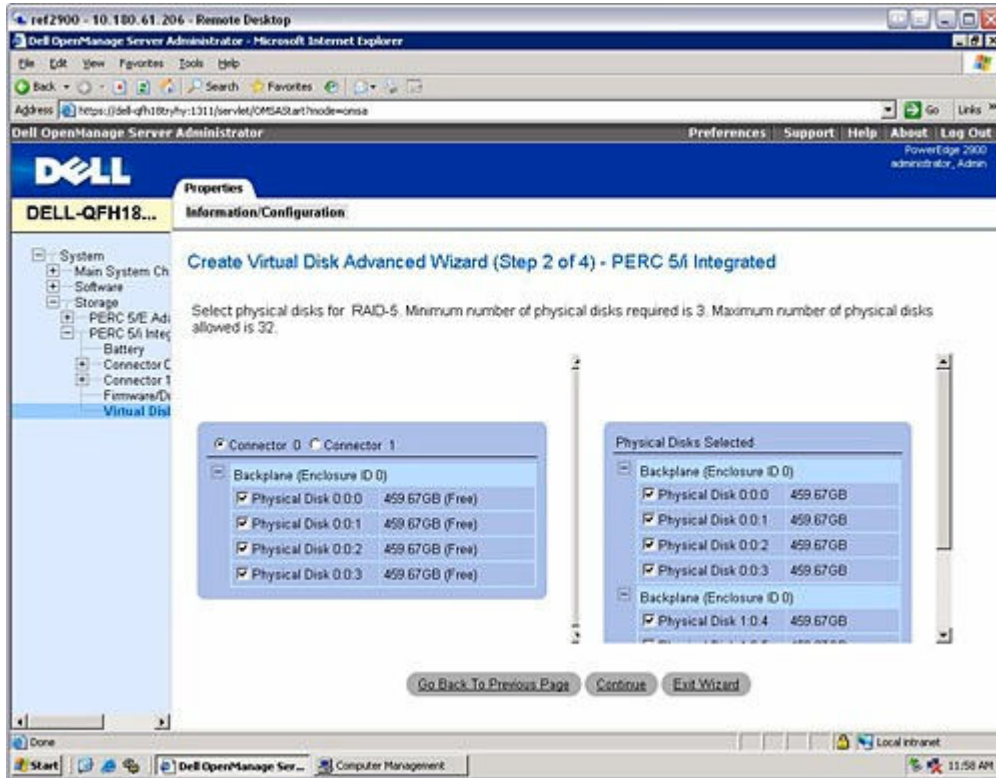 ref2900 - 10.180.61.206 - Remote Desktop
Dell OpenManage Server Administrator - Microsoft Internet Explorer
File Edit View Favorites Tools Help
Back Search Favorites
Address https://dell-qfh18tryhy:1311/servlet/OMSAStart?mode=omsa Go Links
Dell OpenManage Server Administrator Preferences Support Help About Log Out
PowerEdge 2900
administrator, Admin
DELL
Properties
DELL-QFH18... Information/Configuration
System
Main System Ch
Software
Storage
PERC 5/E Ada
PERC 5/i Integ
Battery
Connector 0
Connector 1
Firmware/Dr
Virtual Disk
Create Virtual Disk Advanced Wizard (Step 2 of 4) - PERC 5/i Integrated
Select physical disks for RAID-5. Minimum number of physical disks required is 3. Maximum number of physical disks
allowed is 32.
Connector 0 Connector 1
Backplane (Enclosure ID 0)
Physical Disk 0:0:0 459.67GB (Free)
Physical Disk 0:0:1 459.67GB (Free)
Physical Disk 0:0:2 459.67GB (Free)
Physical Disk 0:0:3 459.67GB (Free)
Physical Disks Selected
Backplane (Enclosure ID 0)
Physical Disk 0:0:0 459.67GB
Physical Disk 0:0:1 459.67GB
Physical Disk 0:0:2 459.67GB
Physical Disk 0:0:3 459.67GB
Backplane (Enclosure ID 0)
Physical Disk 1:0:4 459.67GB
Go Back To Previous Page Continue Exit Wizard
Done Local intranet
Start Dell OpenManage Ser... Computer Management 11:58 AM